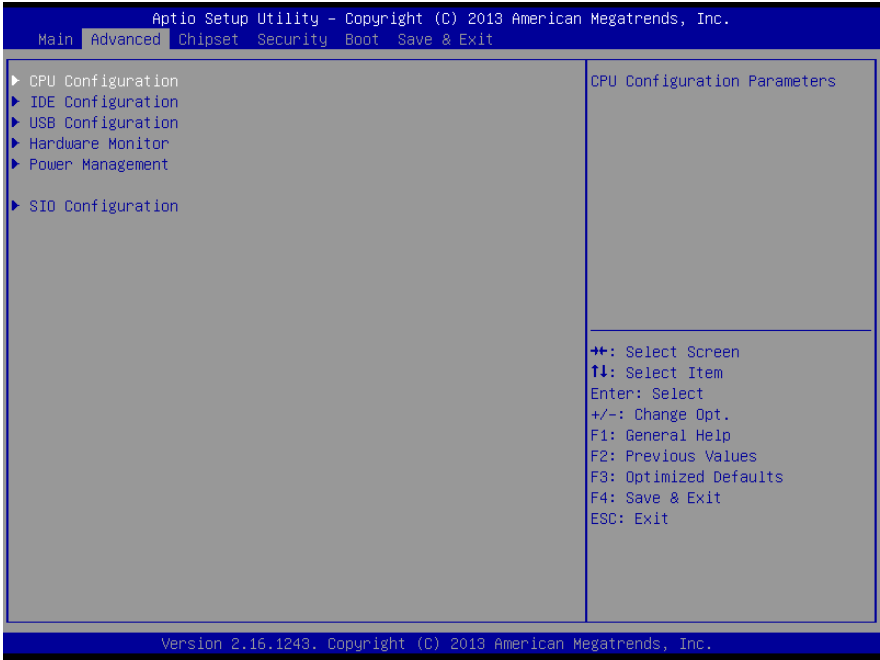 Aptio Setup Utility – Copyright (C) 2013 American Megatrends, Inc.
Main Advanced Chipset Security Boot Save & Exit
▶ CPU Configuration
▶ IDE Configuration
▶ USB Configuration
▶ Hardware Monitor
▶ Power Management
▶ SIO Configuration
CPU Configuration Parameters
→←: Select Screen
↑↓: Select Item
Enter: Select
+/-: Change Opt.
F1: General Help
F2: Previous Values
F3: Optimized Defaults
F4: Save & Exit
ESC: Exit
Version 2.16.1243. Copyright (C) 2013 American Megatrends, Inc.